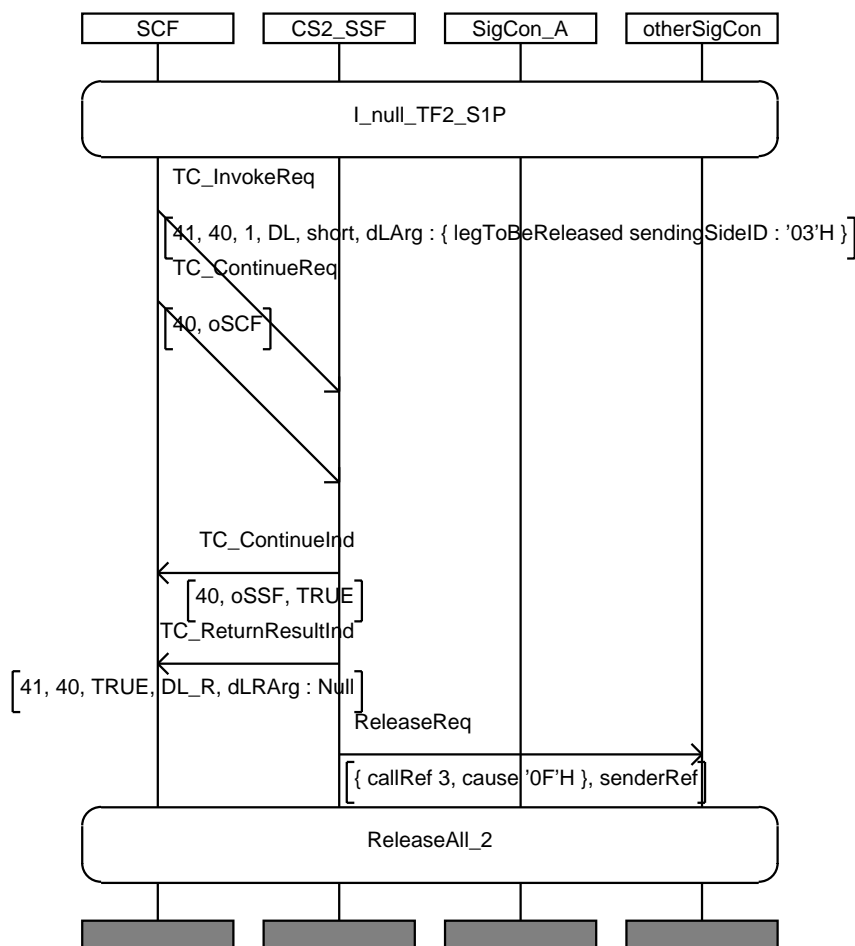 SCF CS2_SSF SigCon_A otherSigCon
I_null_TF2_S1P
TC_InvokeReq
41, 40, 1, DL, short, dLArg : { legToBeReleased sendingSideID : '03'H }
TC_ContinueReq
40, oSCF
TC_ContinueInd
40, oSSF, TRUE
TC_ReturnResultInd
41, 40, TRUE, DL_R, dLRArg : Null
ReleaseReq
{ callRef 3, cause '0F'H }, senderRef
ReleaseAll_2